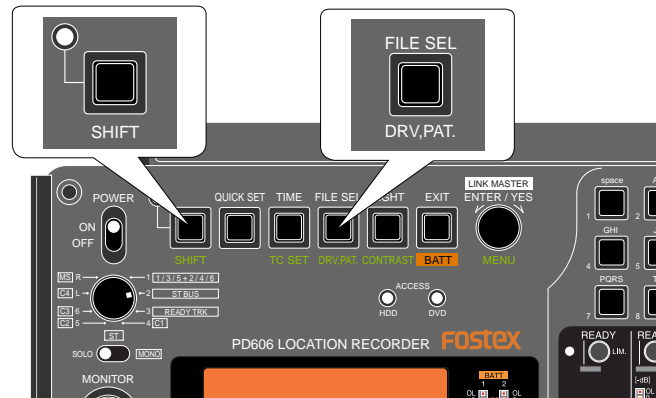 FILE SEL
SHIFT
DRV,PAT.
POWER
ON
OFF
QUICK SET
TIME
FILE SEL
EXIT
LINK MASTER
ENTER / YES
SHIFT
TC SET
DRV,PAT.
CONTRAST
BATT
MENU
space
1
2
GHI
4
5
PQRS
7
8
MS R
1 1 / 3 / 5 + 2 / 4 / 6
C4 L
2 ST BUS
C3 6
3 READY TRK
C2 5
4 C1
ST
SOLO
MONO
MONITOR
ACCESS
HDD
DVD
PD606 LOCATION RECORDER
FOSTEX
BATT
1 2
OL
OL
READY
LIM.
(-dB)
OL